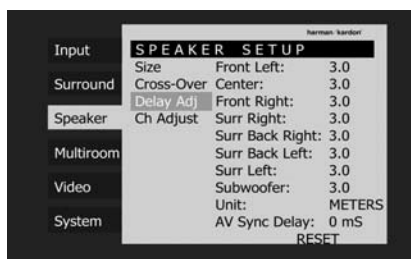 harman/kardon
Input
Surround
Speaker
Multiroom
Video
System
SPEAKER SETUP
Size
Cross-Over
Delay Adj
Ch Adjust
Front Left: 3.0
Center: 3.0
Front Right: 3.0
Surr Right: 3.0
Surr Back Right: 3.0
Surr Back Left: 3.0
Surr Left: 3.0
Subwoofer: 3.0
Unit: METERS
AV Sync Delay: 0 mS
RESET